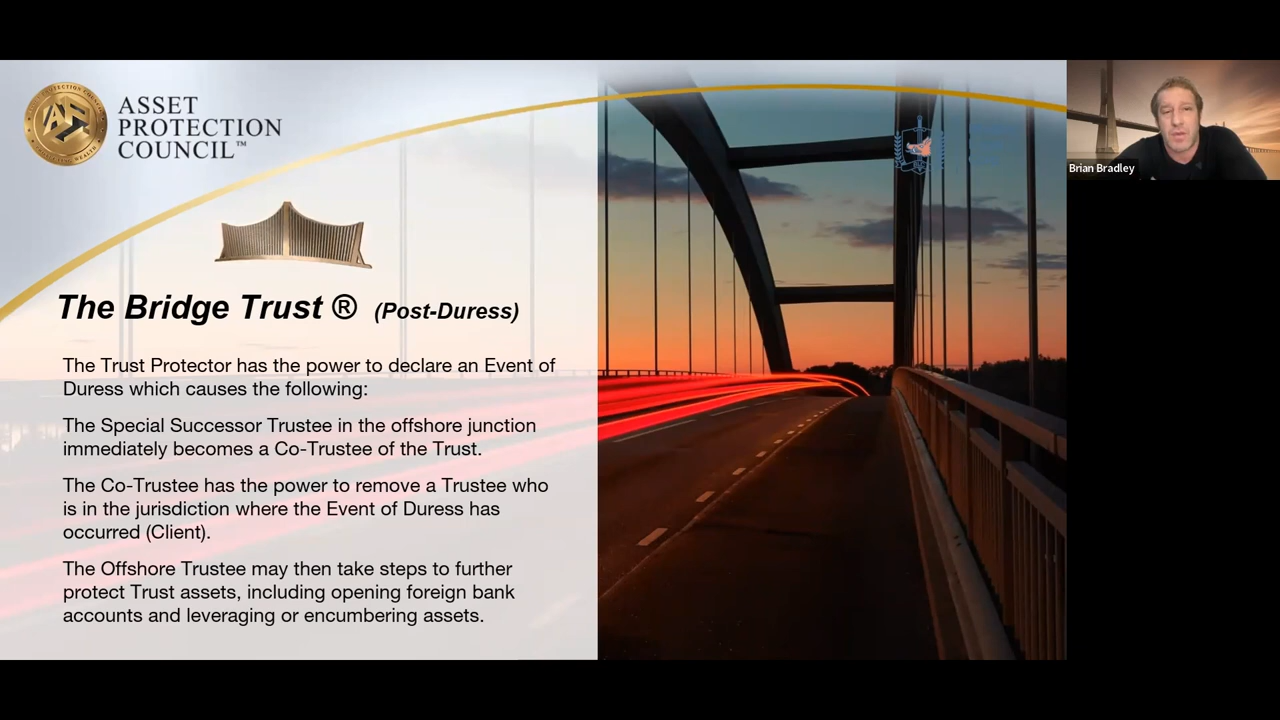 ASSET
PROTECTION
COUNCIL™
Brian Bradley
The Bridge Trust ® (Post-Duress)
The Trust Protector has the power to declare an Event of
Duress which causes the following:
The Special Successor Trustee in the offshore junction
immediately becomes a Co-Trustee of the Trust.
The Co-Trustee has the power to remove a Trustee who
is in the jurisdiction where the Event of Duress has
occurred (Client).
The Offshore Trustee may then take steps to further
protect Trust assets, including opening foreign bank
accounts and leveraging or encumbering assets.